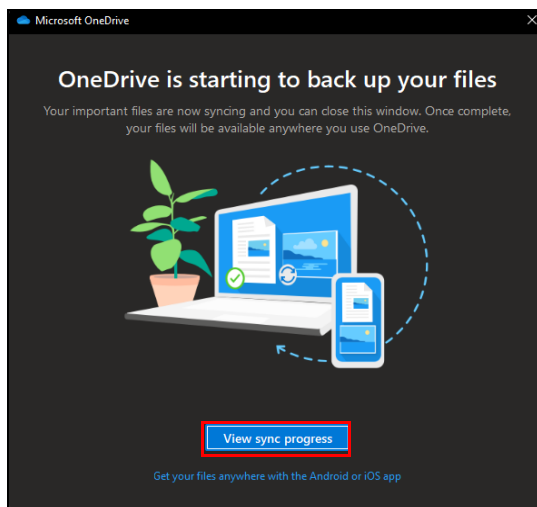 Microsoft OneDrive
OneDrive is starting to back up your files
Your important files are now syncing and you can close this window. Once complete,
your files will be available anywhere you use OneDrive.
View sync progress
Get your files anywhere with the Android or iOS app